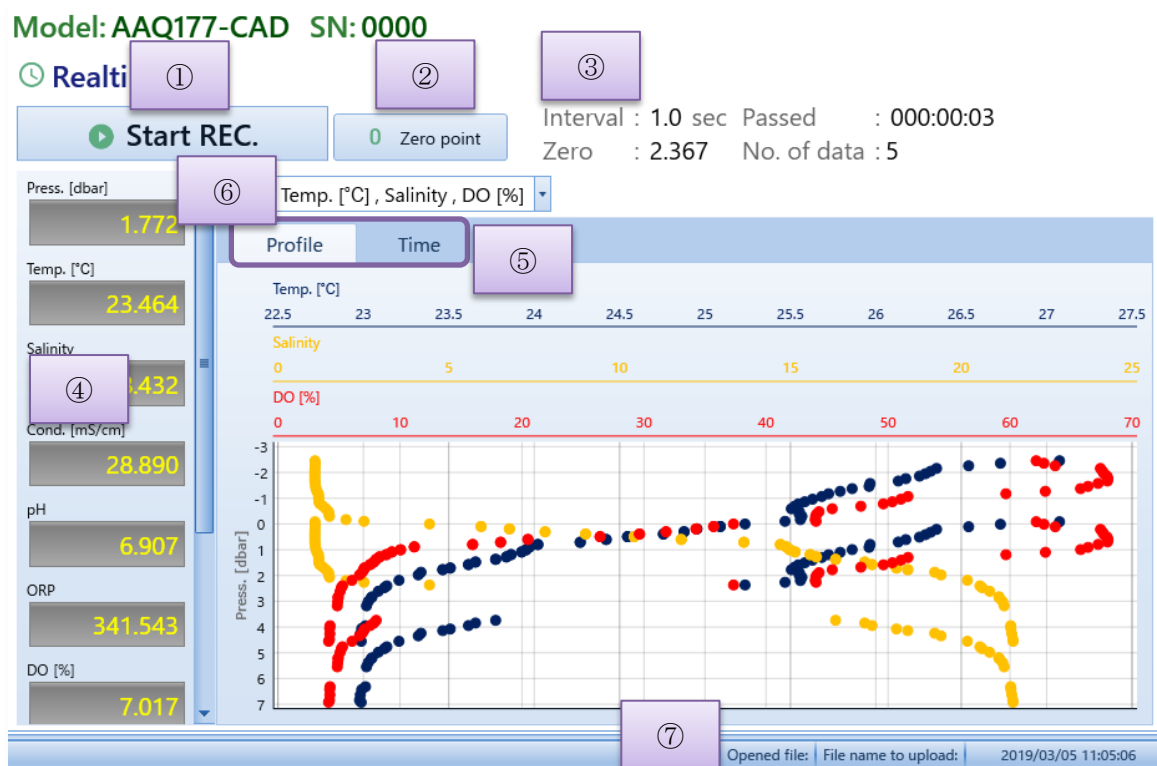 Model: AAQ177-CAD SN: 0000
① ② ③
Realti
Start REC.
0 Zero point
Interval : 1.0 sec Passed : 000:00:03
Zero : 2.367 No. of data : 5
⑥
Temp. [°C] , Salinity , DO [%]
Press. [dbar]
1.772
Temp. [°C]
23.464
Salinity
.432
④
Cond. [mS/cm]
28.890
pH
6.907
ORP
341.543
DO [%]
7.017
Profile Time
⑤
Temp. [°C]
22.5 23 23.5 24 24.5 25 25.5 26 26.5 27 27.5
Salinity
0 5 10 15 20 25
DO [%]
0 10 20 30 40 50 60 70
Press. [dbar]
-3
-2
-1
0
1
2
3
4
5
6
7
⑦
Opened file: File name to upload: 2019/03/05 11:05:06